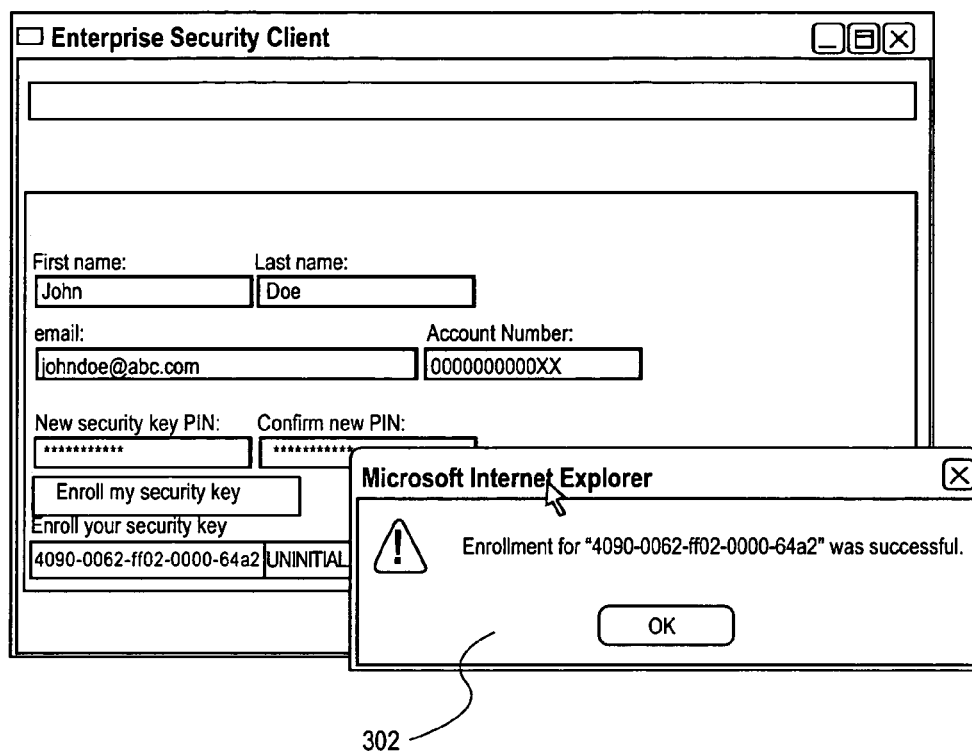 Enterprise Security Client
First name: Last name:
John Doe
email: Account Number:
johndoe@abc.com 0000000000XX
New security key PIN: Confirm new PIN:
*********** ***********
Enroll my security key
Enroll your security key
4090-0062-ff02-0000-64a2 UNINITIAL
Microsoft Internet Explorer
Enrollment for "4090-0062-ff02-0000-64a2" was successful.
OK
302